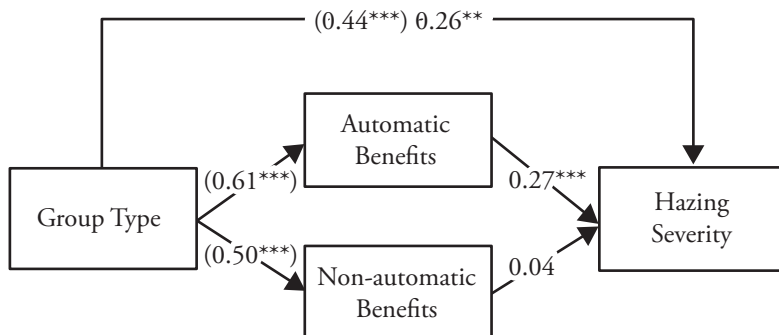 (0.44***) 0.26**
Automatic
Benefits
(0.61***)
0.27***
Group Type
Hazing
Severity
(0.50***)
Non-automatic
Benefits
0.04